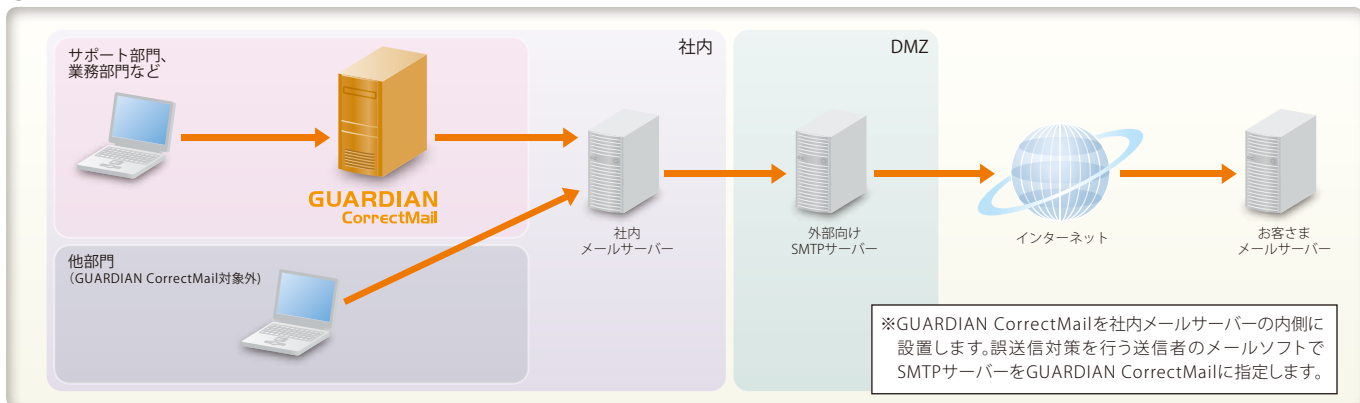 サポート部門、
業務部門など
社内
DMZ
GUARDIAN
CorrectMail
社内
メールサーバー
外部向け
SMTPサーバー
インターネット
お客さま
メールサーバー
他部門
(GUARDIAN CorrectMail対象外)
※GUARDIAN CorrectMailを社内メールサーバーの内側に
設置します。誤送信対策を行う送信者のメールソフトで
SMTPサーバーをGUARDIAN CorrectMailに指定します。